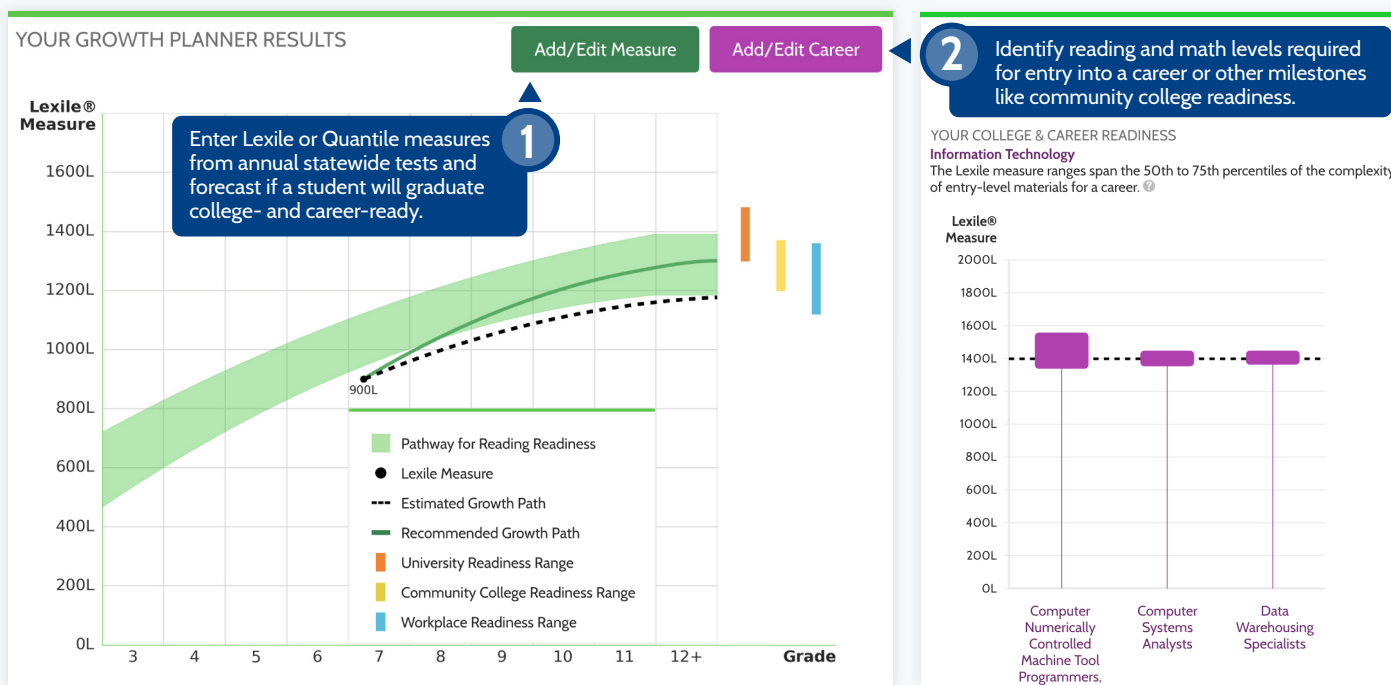 YOUR GROWTH PLANNER RESULTS
Add/Edit Measure
Add/Edit Career
Lexile®
Measure
1600L
1400L
1200L
1000L
800L
600L
400L
200L
0L
1
Enter Lexile or Quantile measures
from annual statewide tests and
forecast if a student will graduate
college- and career-ready.
900L
Pathway for Reading Readiness
Lexile Measure
Estimated Growth Path
Recommended Growth Path
University Readiness Range
Community College Readiness Range
Workplace Readiness Range
3 4 5 6 7 8 9 10 11 12+ Grade
2
Identify reading and math levels required
for entry into a career or other milestones
like community college readiness.
YOUR COLLEGE & CAREER READINESS
Information Technology
The Lexile measure ranges span the 50th to 75th percentiles of the complexity
of entry-level materials for a career. ?
Lexile®
Measure
2000L
1800L
1600L
1400L
1200L
1000L
800L
600L
400L
200L
0L
Computer
Numerically
Controlled
Machine Tool
Programmers,
Computer
Systems
Analysts
Data
Warehousing
Specialists